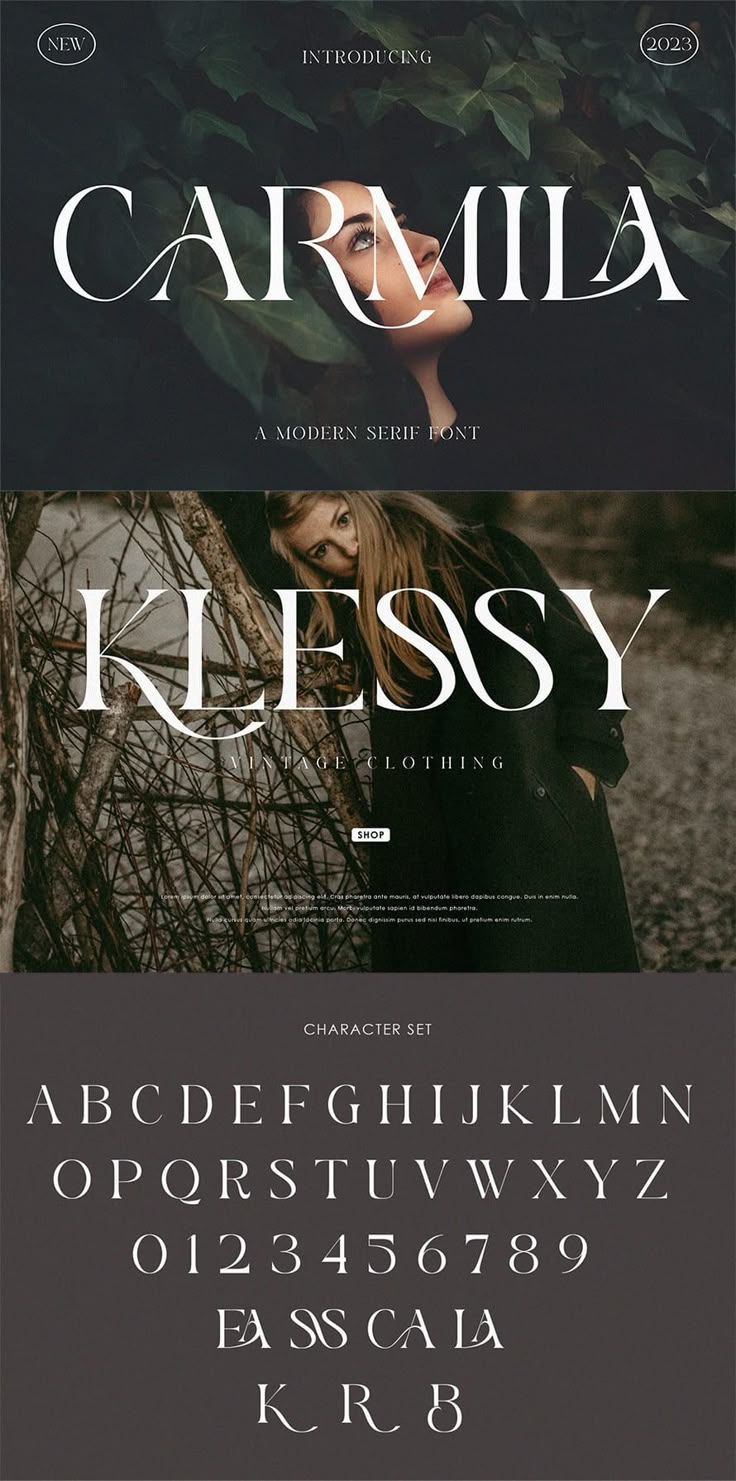 NEW
INTRODUCING
2023
CARMILA
A MODERN SERIF FONT
KLESSY
VINTAGE CLOTHING
SHOP
Lorem ipsum dolor sit amet, consectetur adipiscing elit. Cras pharetra ante mauris, at vulputate libero dapibus congue. Duis in enim nulla.
Nullam vel pretium arcu. Morbi vulputate sapien id bibendum pharetra.
Nulla cursus quam ultricies odio lacinia porta. Donec dignissim purus sed nisi finibus, ut pretium enim rutrum.
CHARACTER SET
A B C D E F G H I J K L M N
O P Q R S T U V W X Y Z
0 1 2 3 4 5 6 7 8 9
EA SS CA LA
K R B